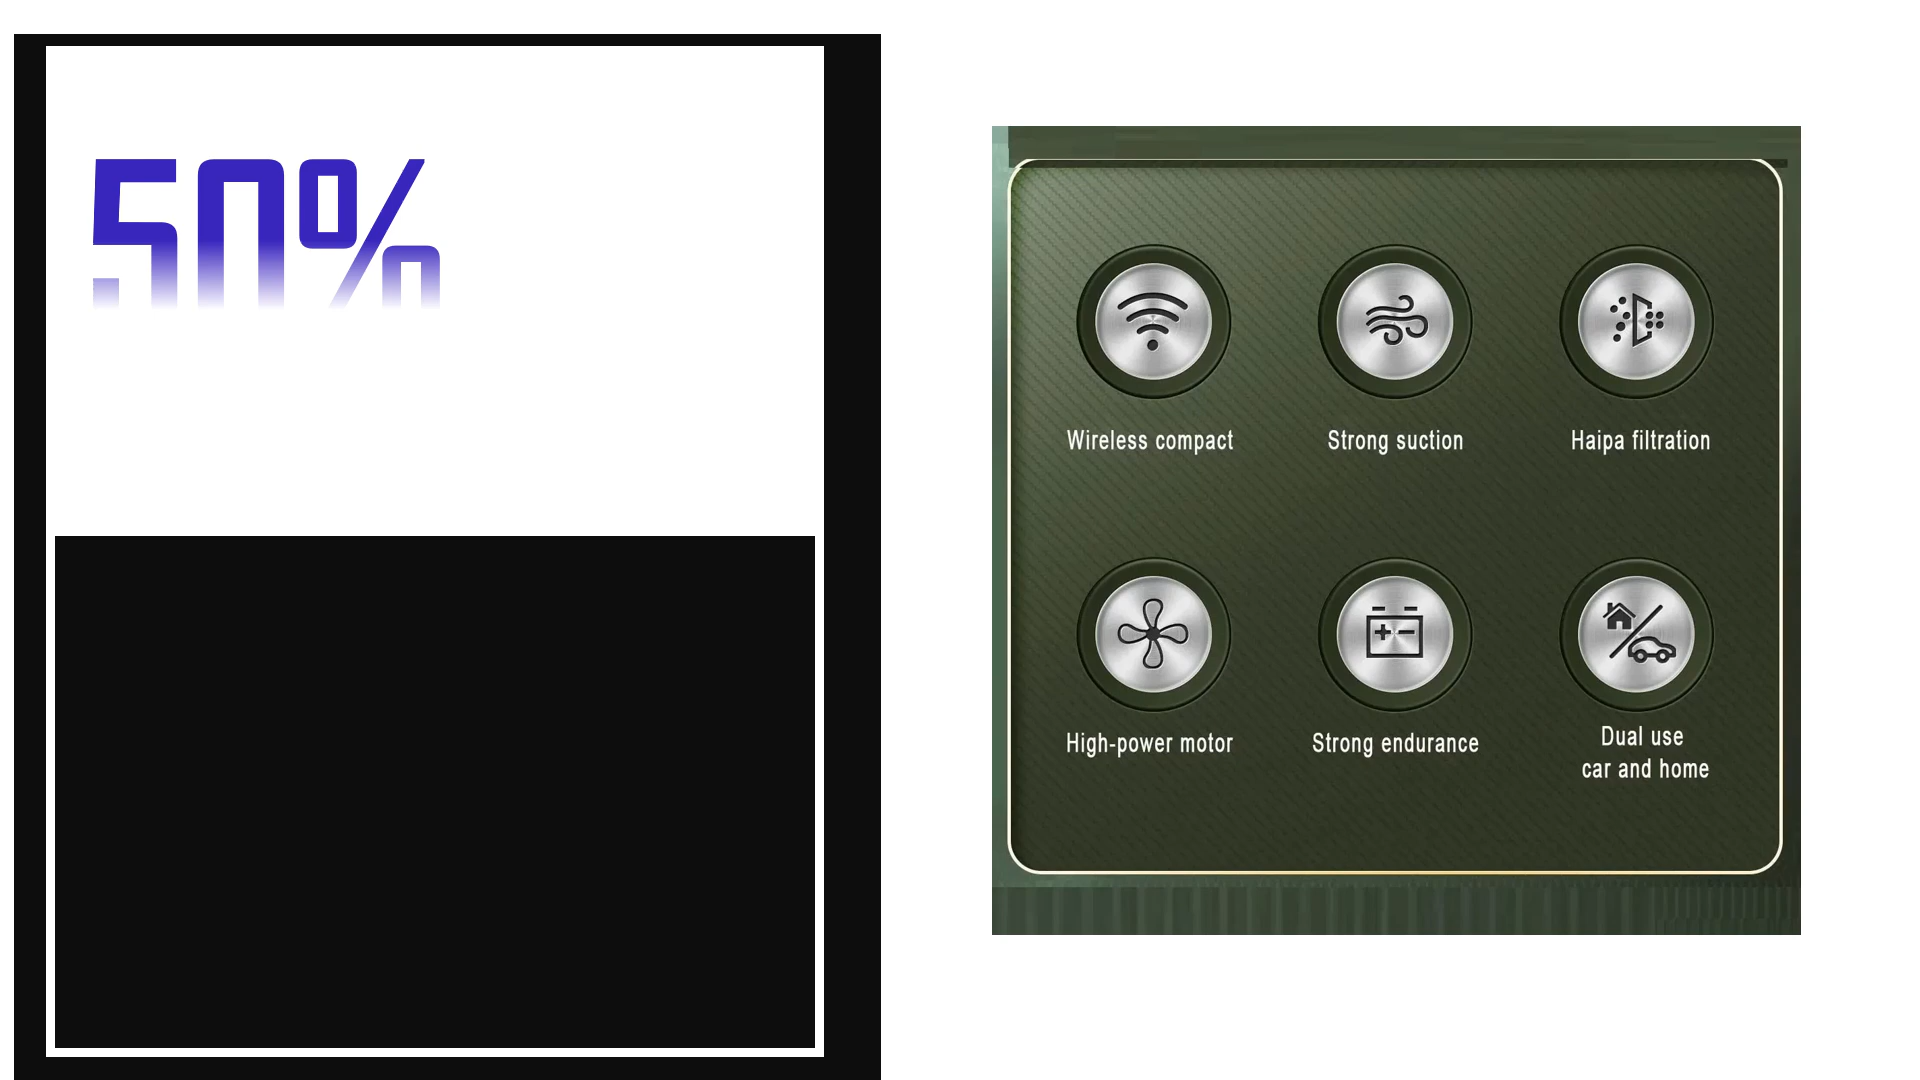 50%
Wireless compact
Strong suction
Haipa filtration
High-power motor
Strong endurance
Dual use
car and home